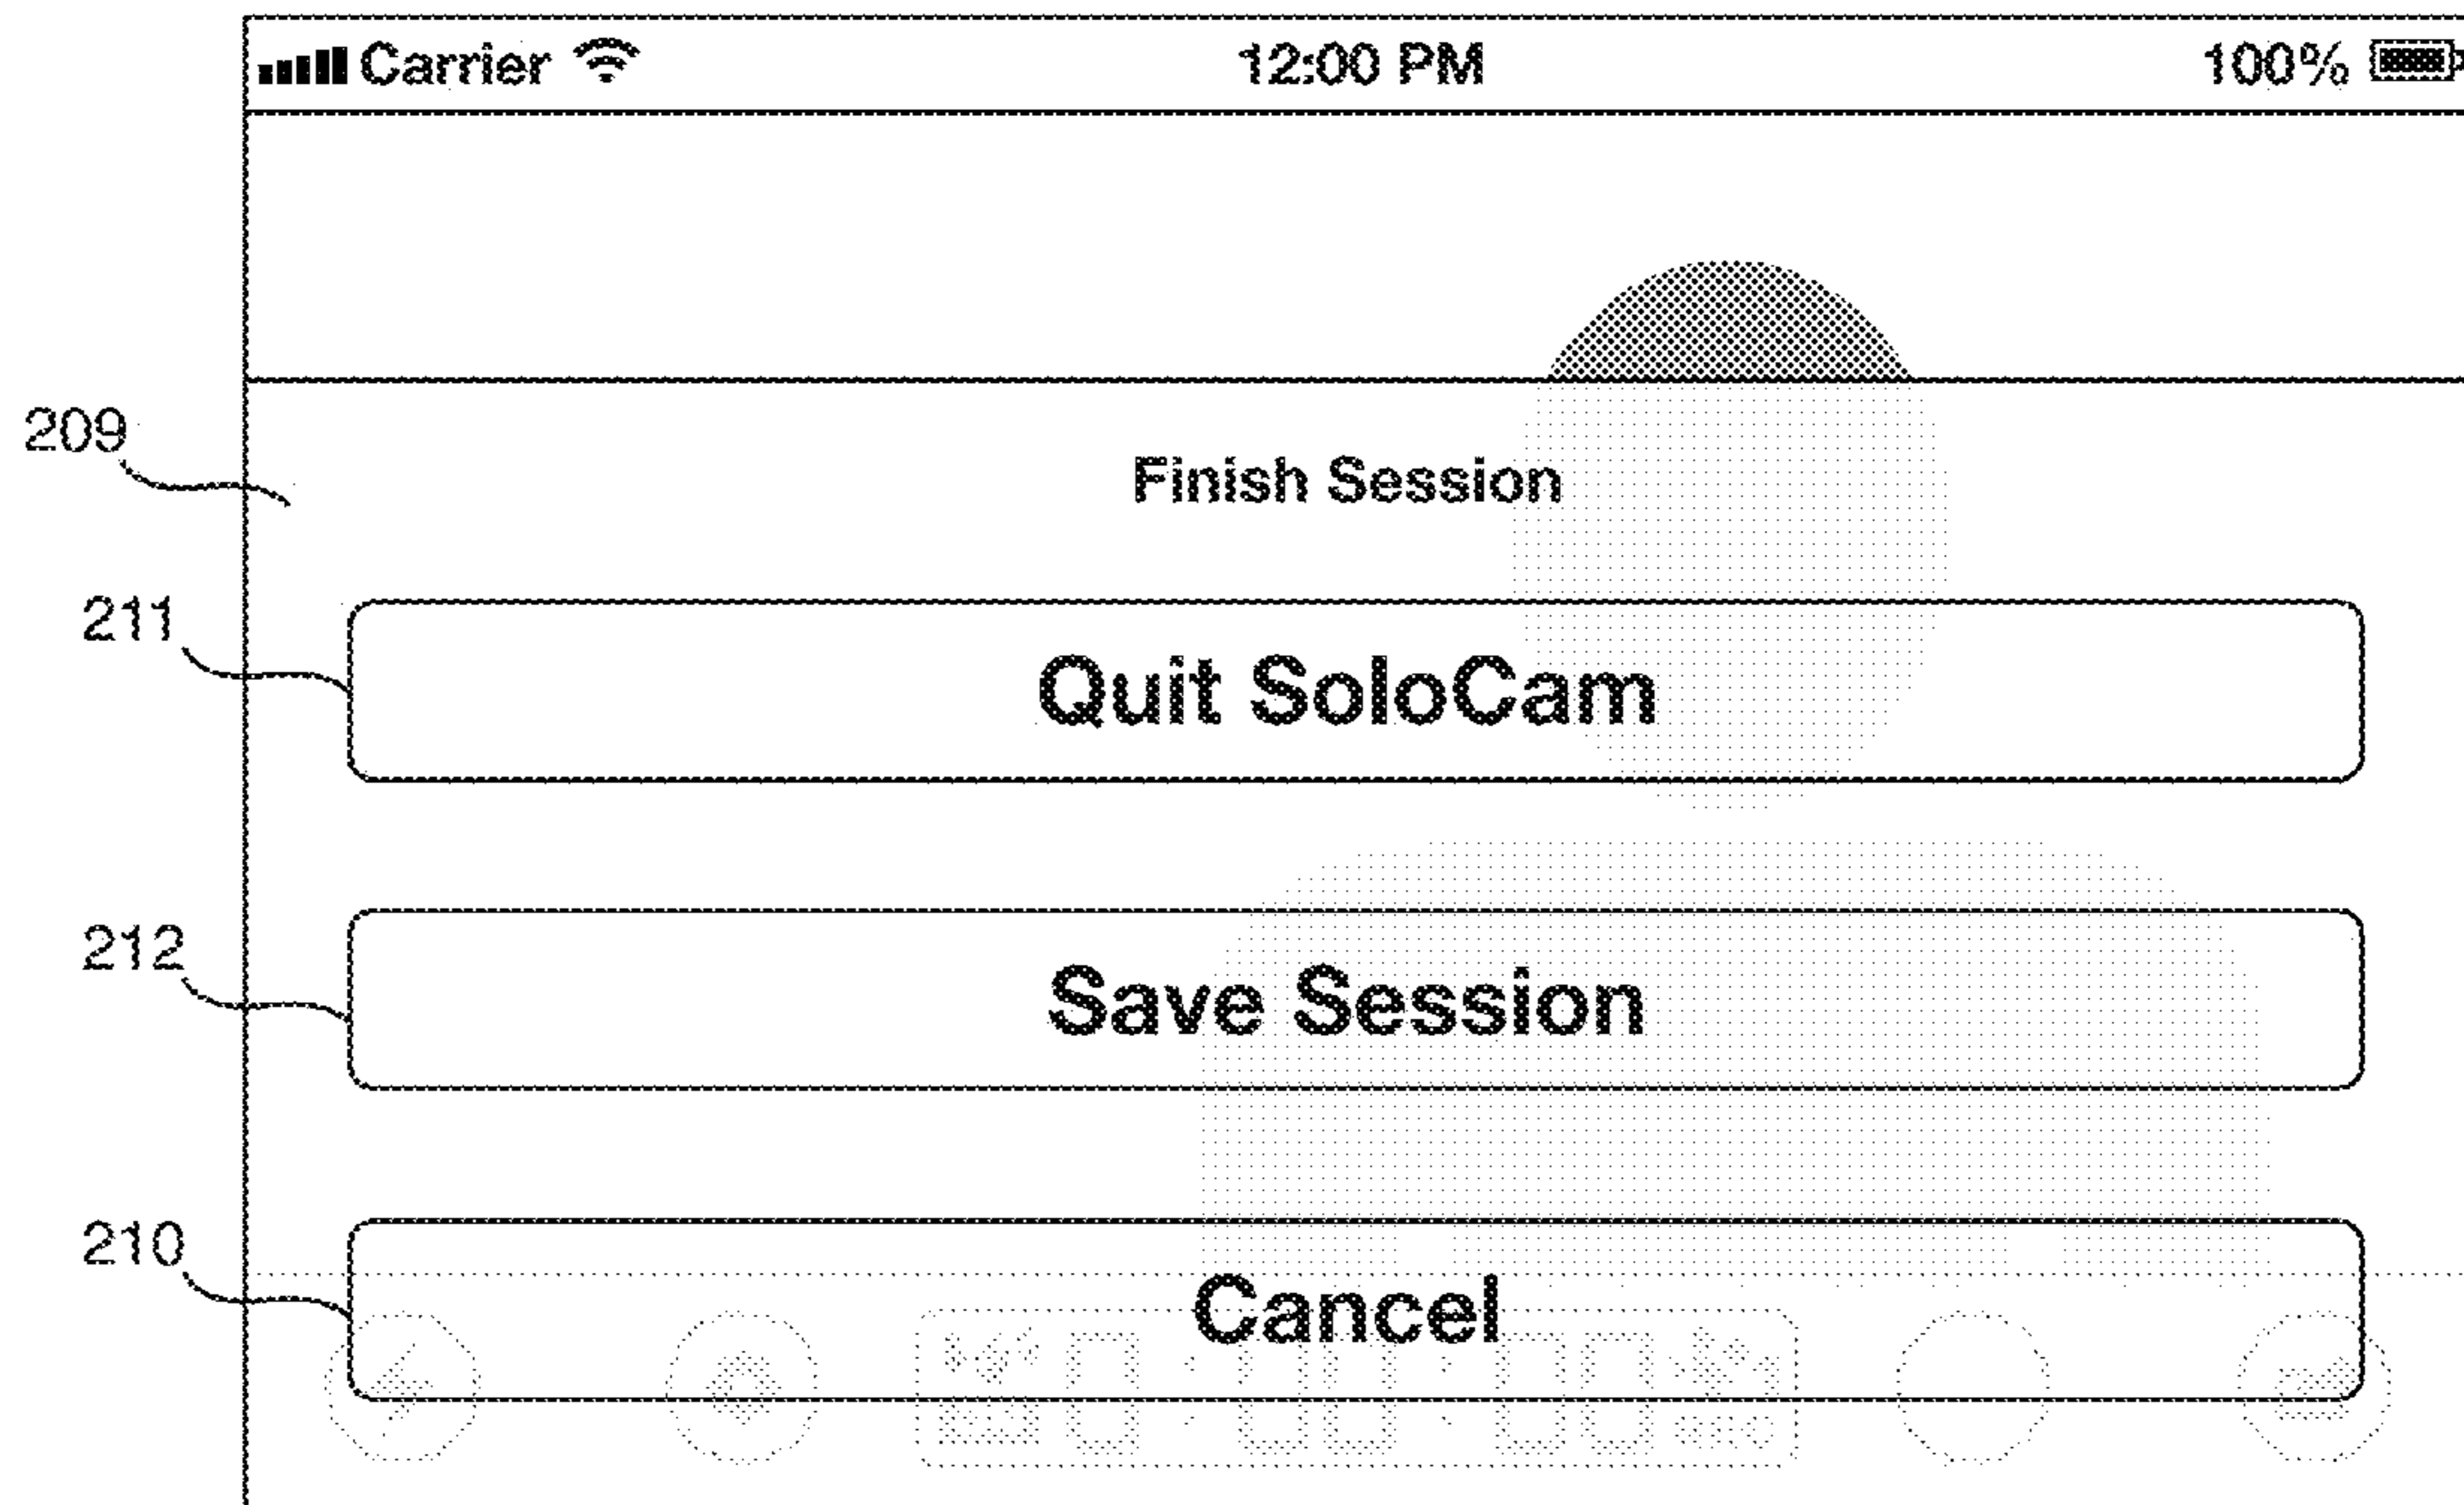 Carrier 12:00 PM 100%
209
Finish Session
211
Quit SoloCam
212
Save Session
210
Cancel